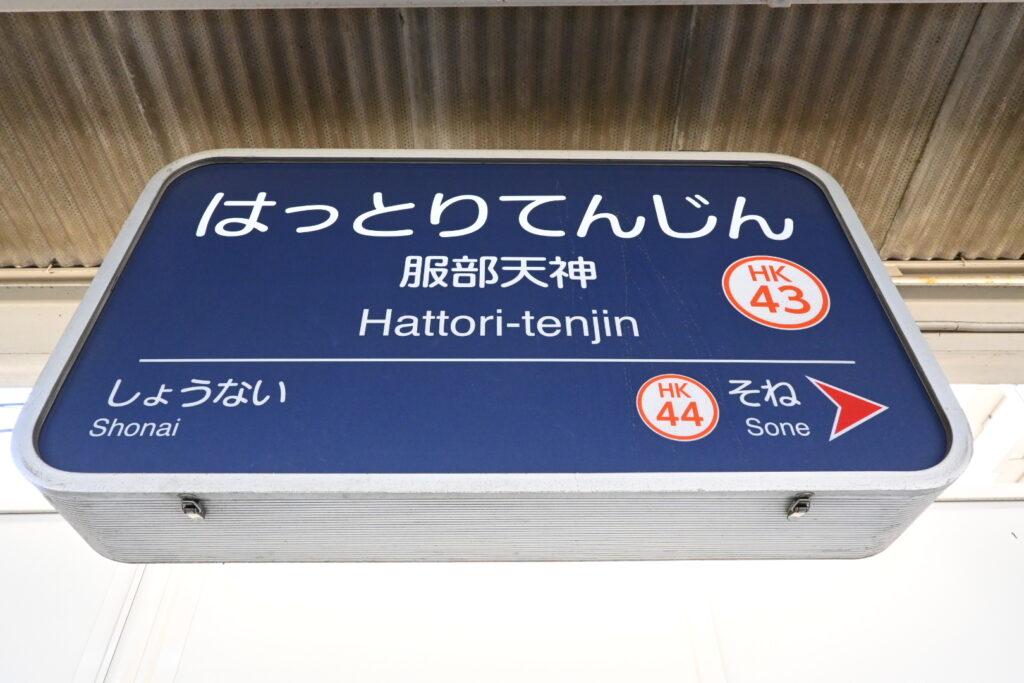 はっとりてんじん
服部天神
HK
43
Hattori-tenjin
しょうない
Shonai
HK
44
そね
Sone